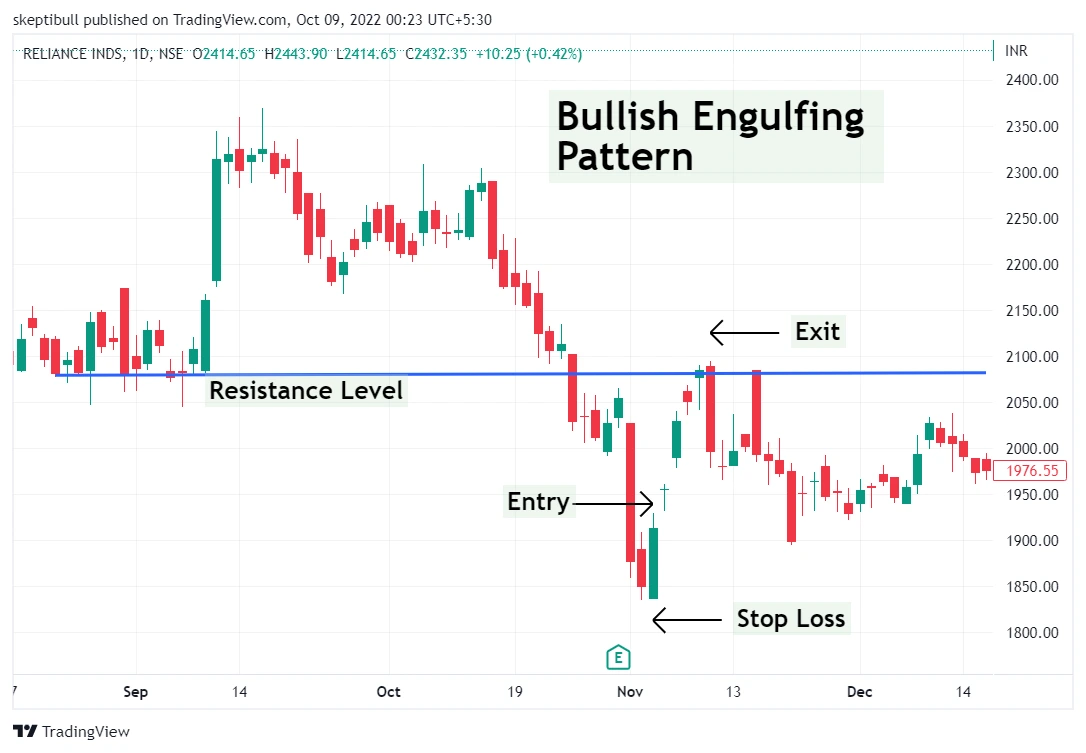 skeptibull published on TradingView.com, Oct 09, 2022 00:23 UTC+5:30
RELIANCE INDS, 1D, NSE O2414.65 H2443.90 L2414.65 C2432.35 +10.25 (+0.42%)
INR
2400.00
Bullish Engulfing
Pattern
2350.00
2300.00
2250.00
2200.00
2150.00
Exit
2100.00
Resistance Level
2050.00
2000.00
1976.55
Entry
1950.00
1900.00
1850.00
Stop Loss
1800.00
E
7 Sep 14 Oct 19 Nov 13 Dec 14
TradingView